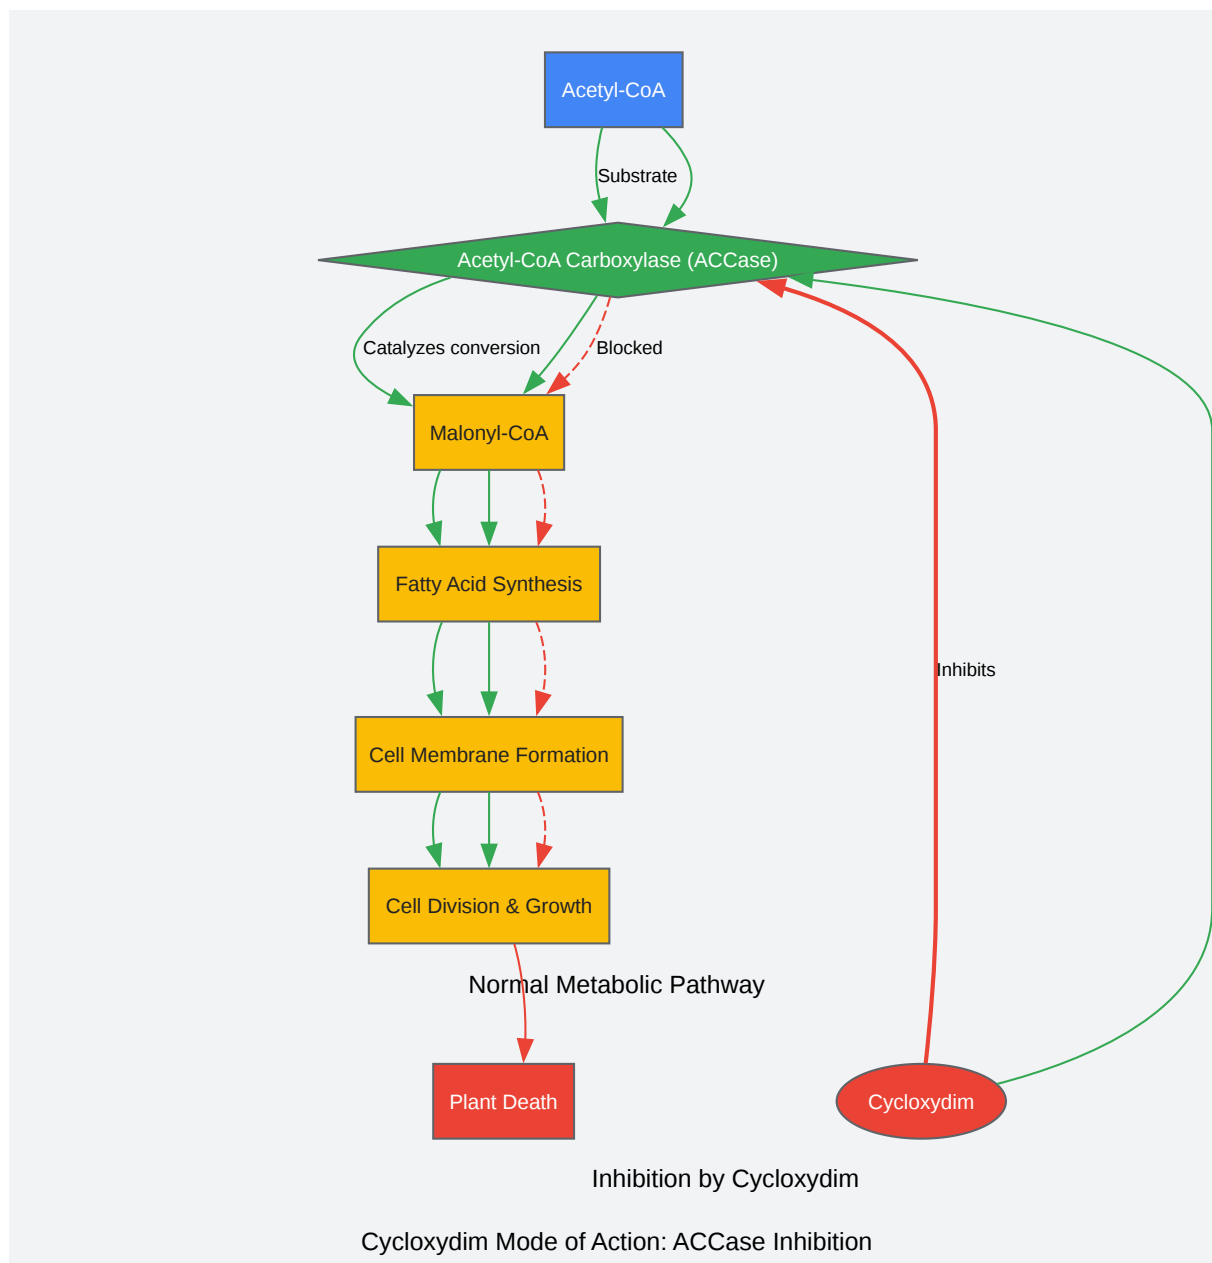 Acetyl-CoA
Substrate
Acetyl-CoA Carboxylase (ACCase)
Catalyzes conversion
Blocked
Malonyl-CoA
Fatty Acid Synthesis
Inhibits
Cell Membrane Formation
Cell Division & Growth
Normal Metabolic Pathway
Plant Death
Cycloxydim
Inhibition by Cycloxydim
Cycloxydim Mode of Action: ACCase Inhibition